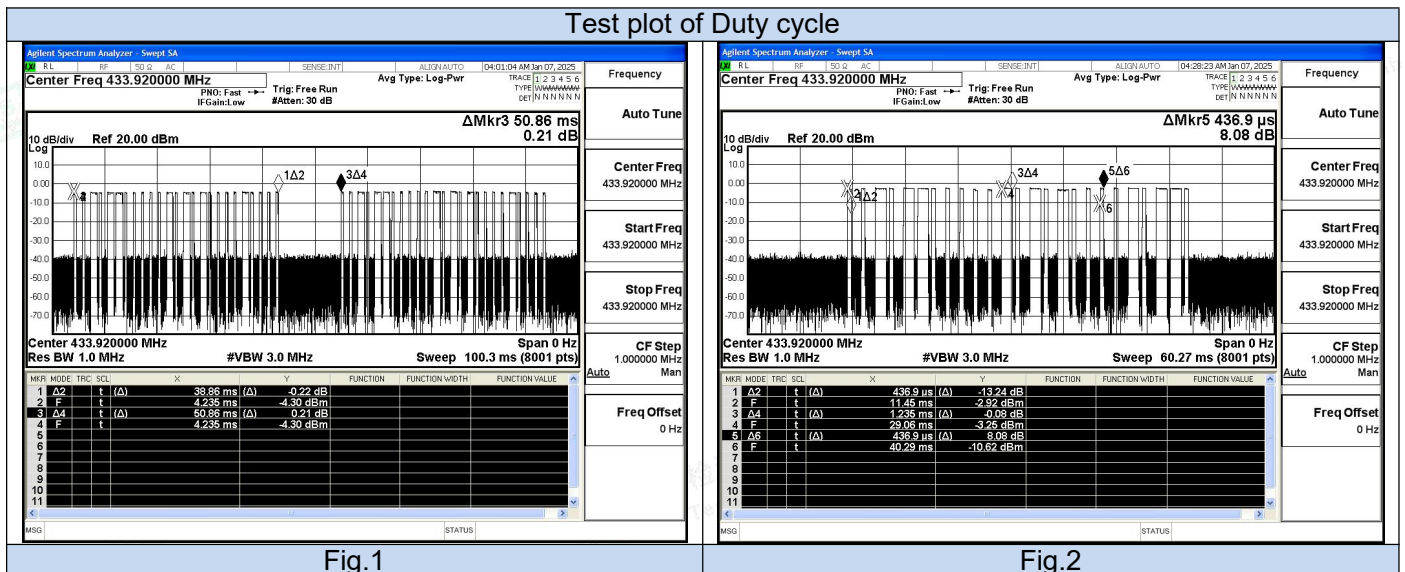 Test plot of Duty cycle
Agilent Spectrum Analyzer - Swept SA
LXI RL RF 50 Ω AC SENSE:INT ALIGN AUTO 04:01:04 AM Jan 07, 2025
Center Freq 433.920000 MHz
Avg Type: Log-Pwr
TRACE 1 2 3 4 5 6
TYPE WWWWWW
DET N N N N N N
PNO: Fast
IFGain:Low
Trig: Free Run
#Atten: 30 dB
ΔMkr3 50.86 ms
0.21 dB
10 dB/div Ref 20.00 dBm
Log
10.0
0.00
-10.0
-20.0
-30.0
-40.0
-50.0
-60.0
-70.0
1Δ2
3Δ4
Center 433.920000 MHz Span 0 Hz
Res BW 1.0 MHz #VBW 3.0 MHz Sweep 100.3 ms (8001 pts)
MKR MODE TRC SCL X Y FUNCTION FUNCTION WIDTH FUNCTION VALUE
1 Δ2 t (Δ) 38.86 ms (Δ) -0.22 dB
2 F t 4.235 ms -4.30 dBm
3 Δ4 t (Δ) 50.86 ms (Δ) 0.21 dB
4 F t 4.235 ms -4.30 dBm
5
6
7
8
9
10
11
MSG STATUS
Frequency
Auto Tune
Center Freq
433.920000 MHz
Start Freq
433.920000 MHz
Stop Freq
433.920000 MHz
CF Step
1.000000 MHz
Auto Man
Freq Offset
0 Hz
Fig.1
Agilent Spectrum Analyzer - Swept SA
LXI RL RF 50 Ω AC SENSE:INT ALIGN AUTO 04:28:23 AM Jan 07, 2025
Center Freq 433.920000 MHz
Avg Type: Log-Pwr
TRACE 1 2 3 4 5 6
TYPE WWWWWW
DET N N N N N N
PNO: Fast
IFGain:Low
Trig: Free Run
#Atten: 30 dB
ΔMkr5 436.9 µs
8.08 dB
10 dB/div Ref 20.00 dBm
Log
10.0
0.00
-10.0
-20.0
-30.0
-40.0
-50.0
-60.0
-70.0
2
1Δ2
3Δ4
4
5Δ6
6
Center 433.920000 MHz Span 0 Hz
Res BW 1.0 MHz #VBW 3.0 MHz Sweep 60.27 ms (8001 pts)
MKR MODE TRC SCL X Y FUNCTION FUNCTION WIDTH FUNCTION VALUE
1 Δ2 t (Δ) 436.9 µs (Δ) -13.24 dB
2 F t 11.45 ms -2.92 dBm
3 Δ4 t (Δ) 1.235 ms (Δ) -0.08 dB
4 F t 29.06 ms -3.25 dBm
5 Δ6 t (Δ) 436.9 µs (Δ) 8.08 dB
6 F t 40.29 ms -10.62 dBm
7
8
9
10
11
MSG STATUS
Frequency
Auto Tune
Center Freq
433.920000 MHz
Start Freq
433.920000 MHz
Stop Freq
433.920000 MHz
CF Step
1.000000 MHz
Auto Man
Freq Offset
0 Hz
Fig.2